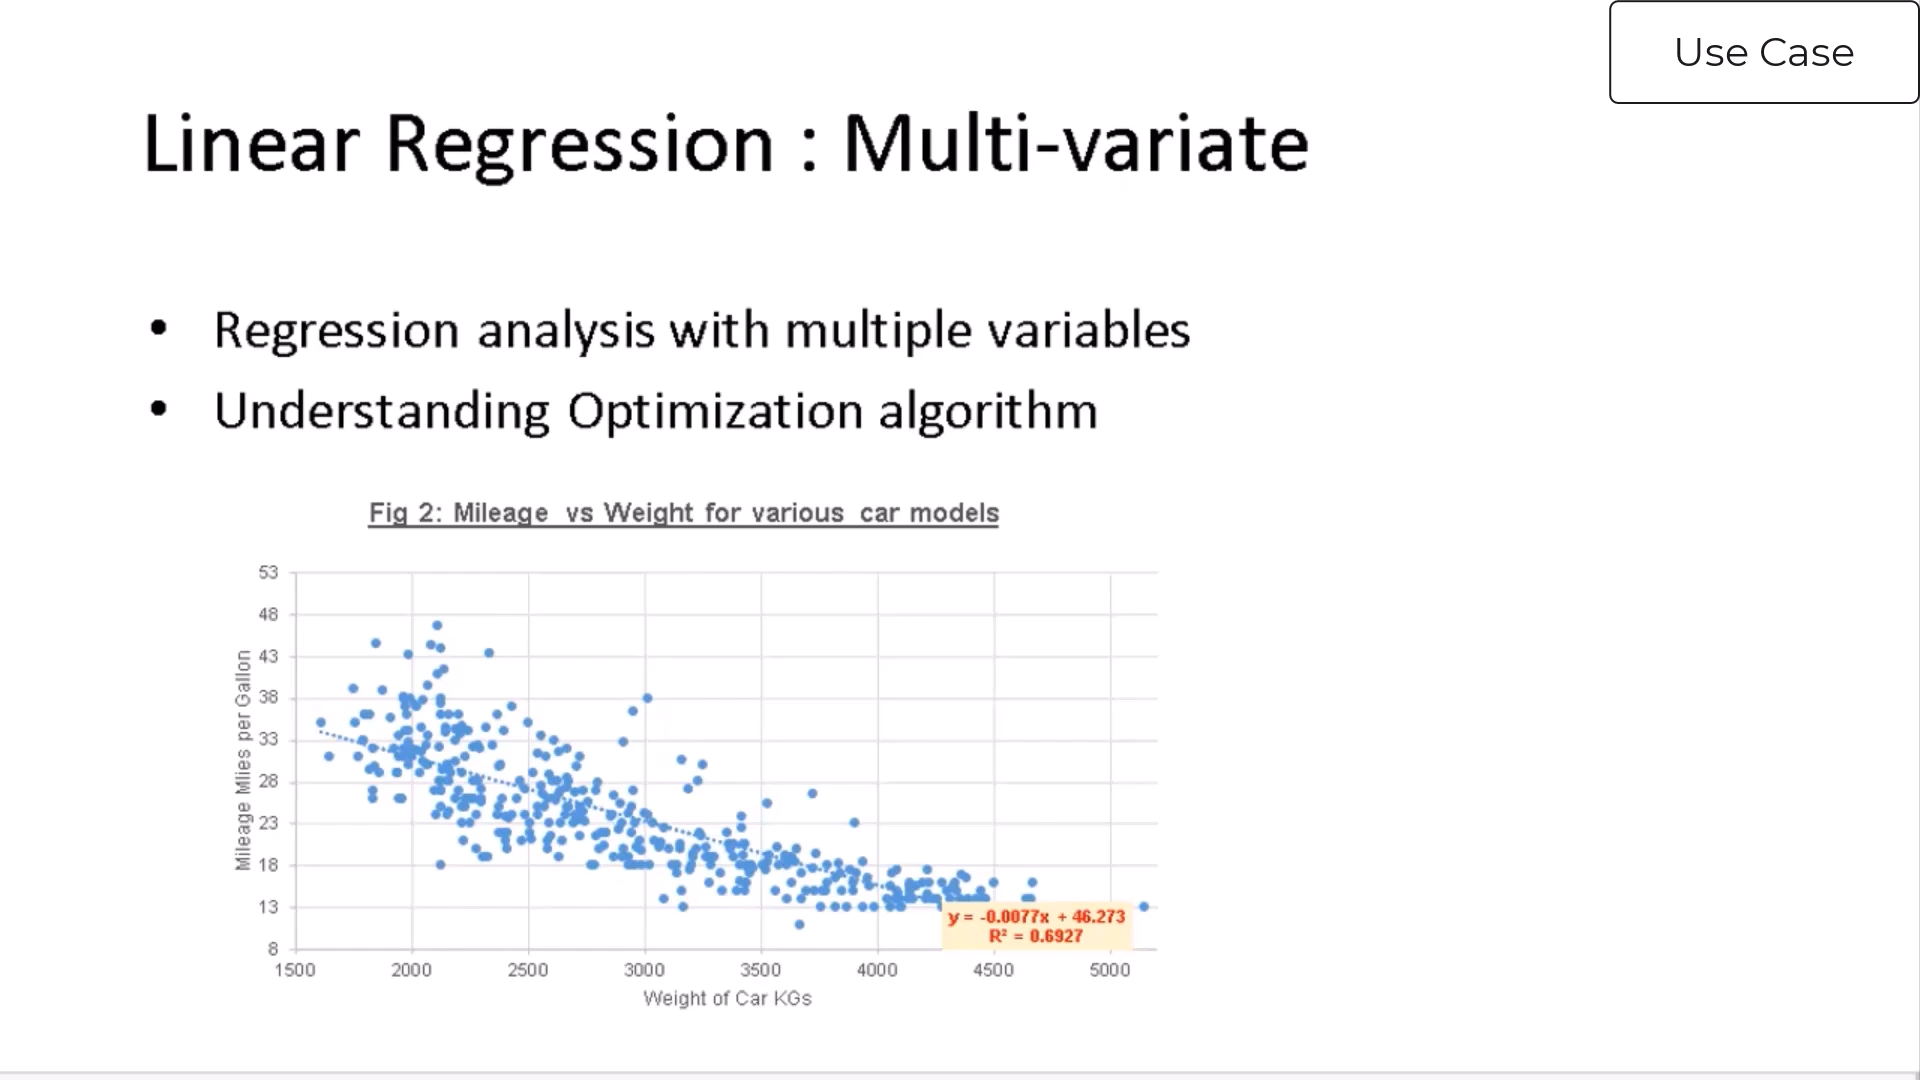 Use Case
Linear Regression : Multi-variate
• Regression analysis with multiple variables
• Understanding Optimization algorithm
Fig 2: Mileage vs Weight for various car models
53
48
43
38
33
28
23
18
13
8
Mileage Mlies per Gallon
y = -0.0077x + 46.273
R² = 0.6927
1500 2000 2500 3000 3500 4000 4500 5000
Weight of Car KGs